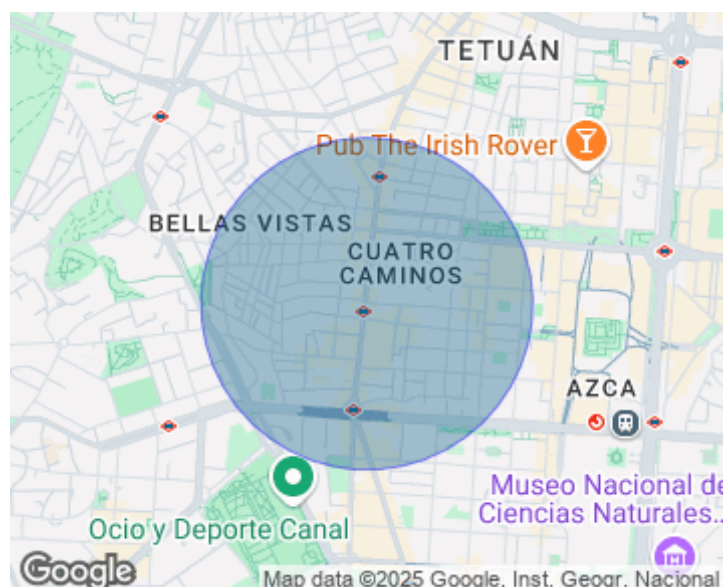 TETUÁN
Pub The Irish Rover
BELLAS VISTAS
CUATRO
CAMINOS
AZCA
Museo Nacional de
Ciencias Naturales...
Ocio y Deporte Canal
Google
Map data ©2025 Google, Inst. Geogr. Nacional